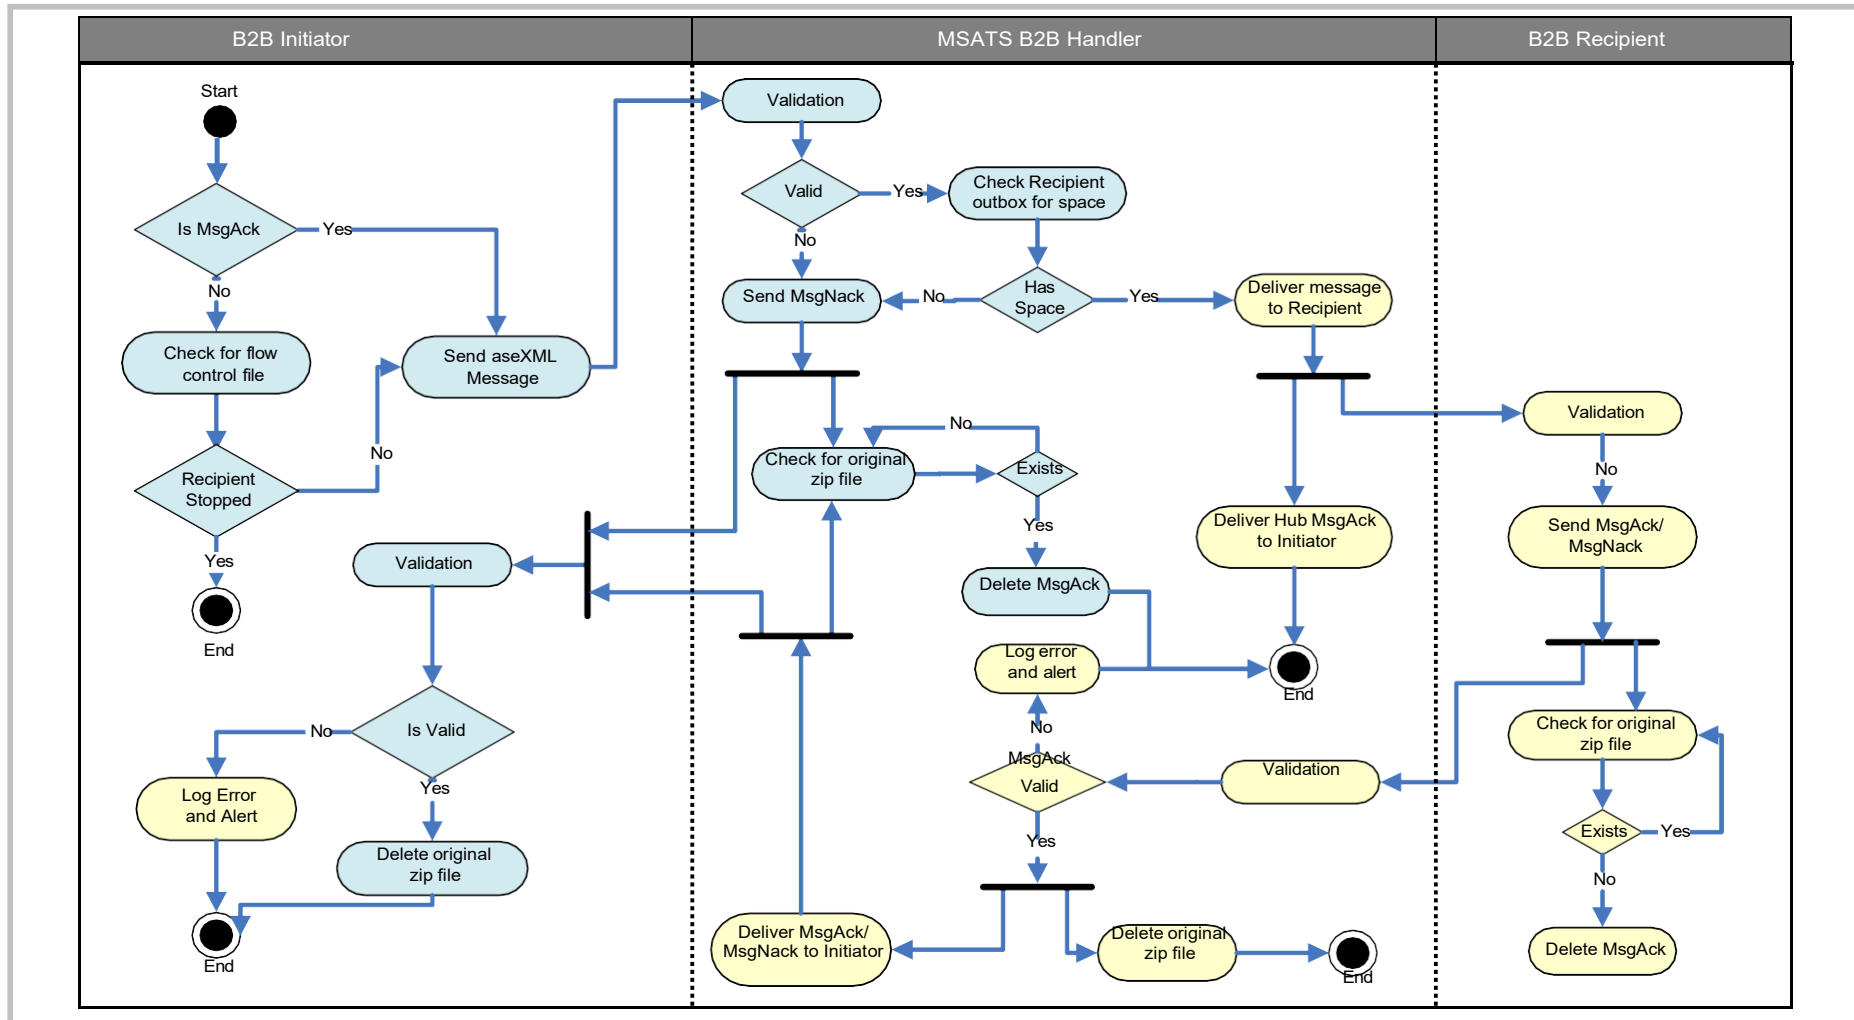 B2B Initiator
MSATS B2B Handler
B2B Recipient
Start
Is MsgAck
Yes
No
Check for flow
control file
Send aseXML
Message
No
Recipient
Stopped
Yes
End
Validation
Is Valid
No
Yes
Log Error
and Alert
Delete original
zip file
End
Validation
Valid
Yes
Check Recipient
outbox for space
No
Send MsgNack
No
Has
Space
Yes
Deliver message
to Recipient
No
Check for original
zip file
Exists
Yes
Deliver Hub MsgAck
to Initiator
Delete MsgAck
Log error
and alert
End
No
MsgAck
Valid
Validation
Yes
Deliver MsgAck/
MsgNack to Initiator
Delete original
zip file
End
Validation
No
Send MsgAck/
MsgNack
Check for original
zip file
Exists
Yes
No
Delete MsgAck